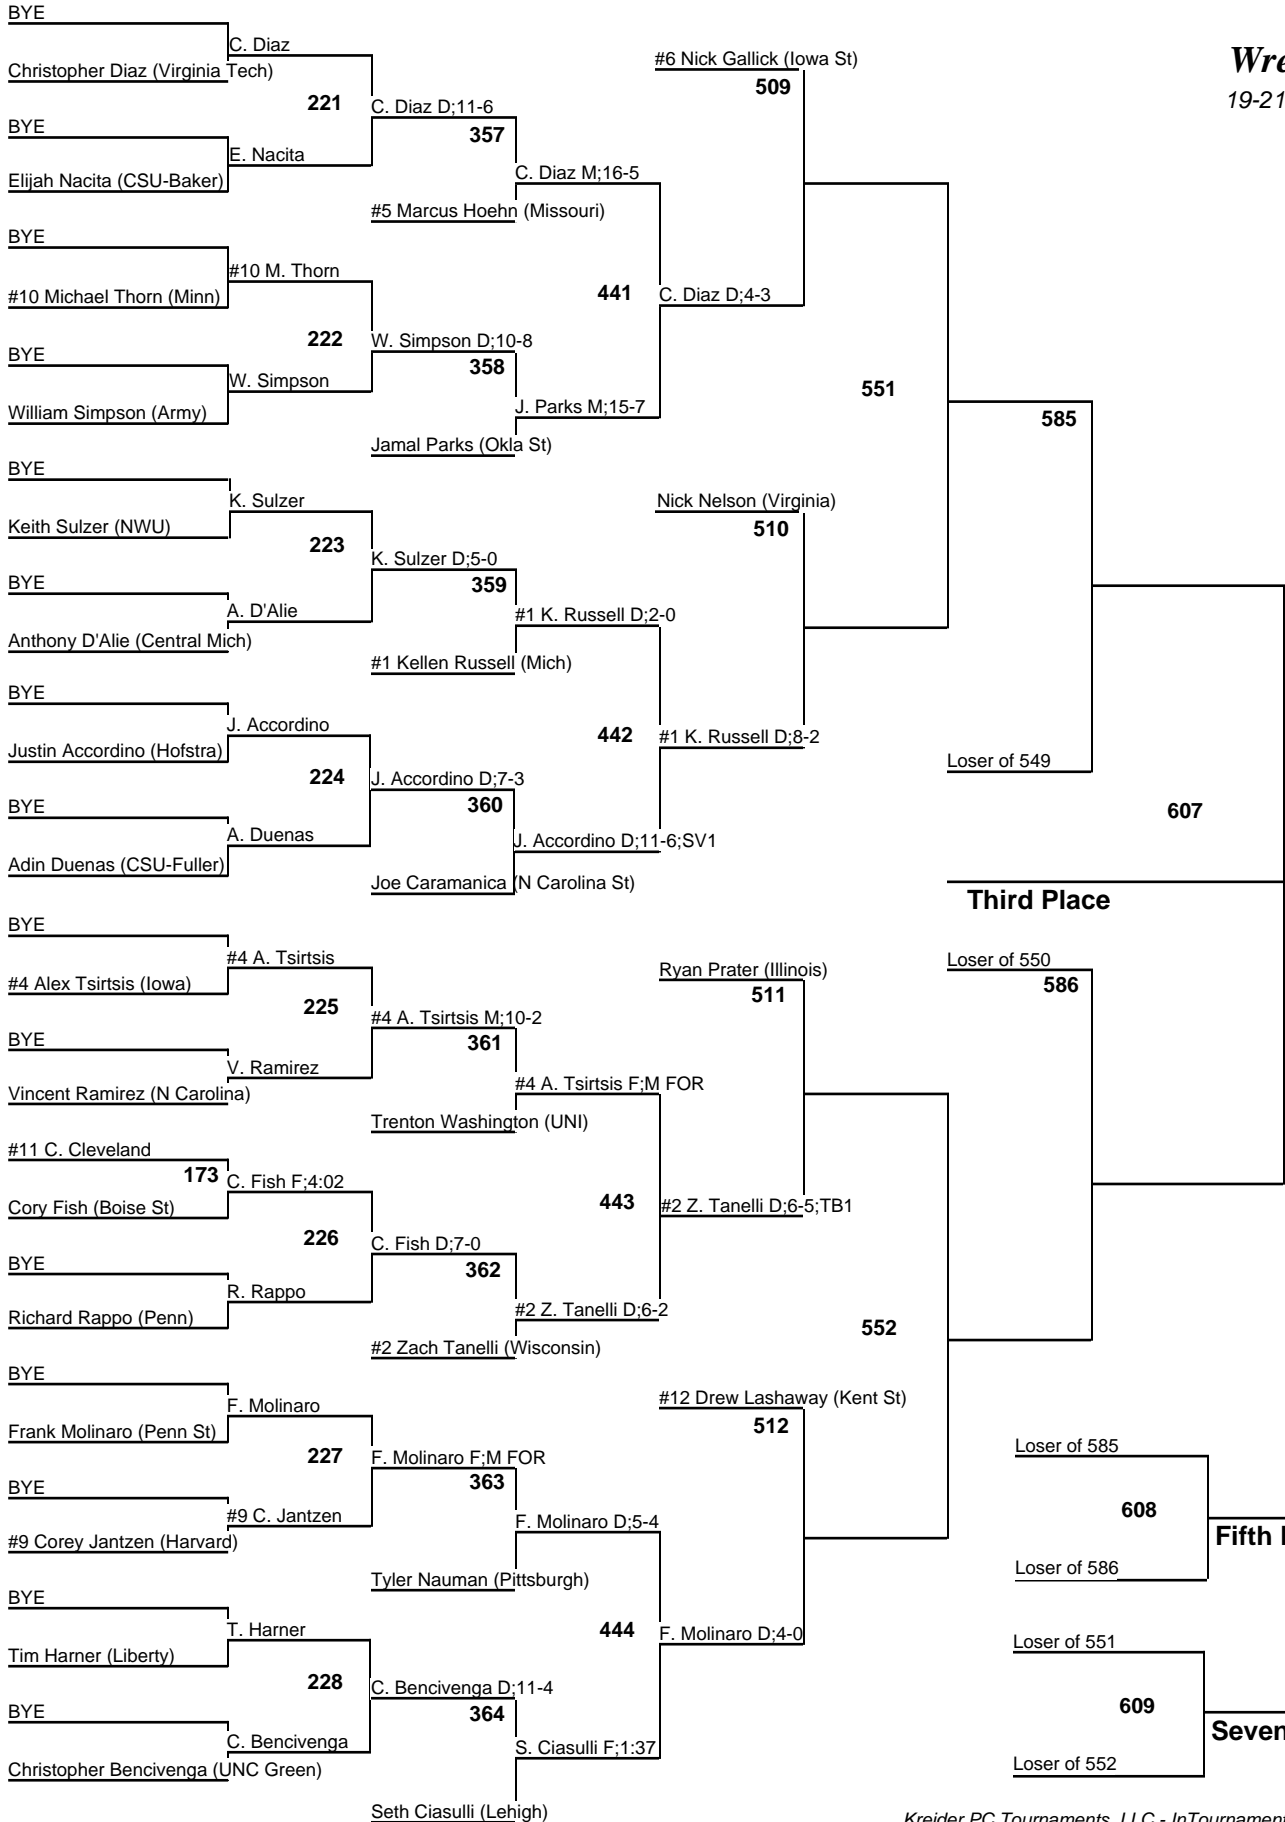 BYE
C. Diaz
#6 Nick Gallick (Iowa St)
Christopher Diaz (Virginia Tech)
509
19-21
221
C. Diaz D;11-6
BYE
357
E. Nacita
C. Diaz M;16-5
Elijah Nacita (CSU-Baker)
#5 Marcus Hoehn (Missouri)
BYE
#10 M. Thorn
441
C. Diaz D;4-3
#10 Michael Thorn (Minn)
222
W. Simpson D;10-8
BYE
358
W. Simpson
551
J. Parks M;15-7
William Simpson (Army)
585
Jamal Parks (Okla St)
BYE
K. Sulzer
Nick Nelson (Virginia)
Keith Sulzer (NWU)
510
223
K. Sulzer D;5-0
BYE
359
A. D'Alie
#1 K. Russell D;2-0
Anthony D'Alie (Central Mich)
#1 Kellen Russell (Mich)
BYE
J. Accordino
442
#1 K. Russell D;8-2
Justin Accordino (Hofstra)
Loser of 549
224
J. Accordino D;7-3
BYE
360
607
A. Duenas
J. Accordino D;11-6;SV1
Adin Duenas (CSU-Fuller)
Joe Caramanica (N Carolina St)
Third Place
BYE
#4 A. Tsirtsis
Loser of 550
Ryan Prater (Illinois)
#4 Alex Tsirtsis (Iowa)
586
511
225
#4 A. Tsirtsis M;10-2
BYE
361
V. Ramirez
#4 A. Tsirtsis F;M FOR
Vincent Ramirez (N Carolina)
Trenton Washington (UNI)
#11 C. Cleveland
173
C. Fish F;4:02
443
#2 Z. Tanelli D;6-5;TB1
Cory Fish (Boise St)
226
C. Fish D;7-0
BYE
362
R. Rappo
#2 Z. Tanelli D;6-2
Richard Rappo (Penn)
552
#2 Zach Tanelli (Wisconsin)
BYE
#12 Drew Lashaway (Kent St)
F. Molinaro
512
Frank Molinaro (Penn St)
Loser of 585
227
F. Molinaro F;M FOR
363
BYE
608
#9 C. Jantzen
F. Molinaro D;5-4
Fifth
#9 Corey Jantzen (Harvard)
Loser of 586
Tyler Nauman (Pittsburgh)
BYE
T. Harner
444
F. Molinaro D;4-0
Loser of 551
Tim Harner (Liberty)
228
C. Bencivenga D;11-4
609
BYE
364
C. Bencivenga
S. Ciasulli F;1:37
Loser of 552
Christopher Bencivenga (UNC Green)
Seth Ciasulli (Lehigh)
Kreider PC Tournaments, LLC - InTournament